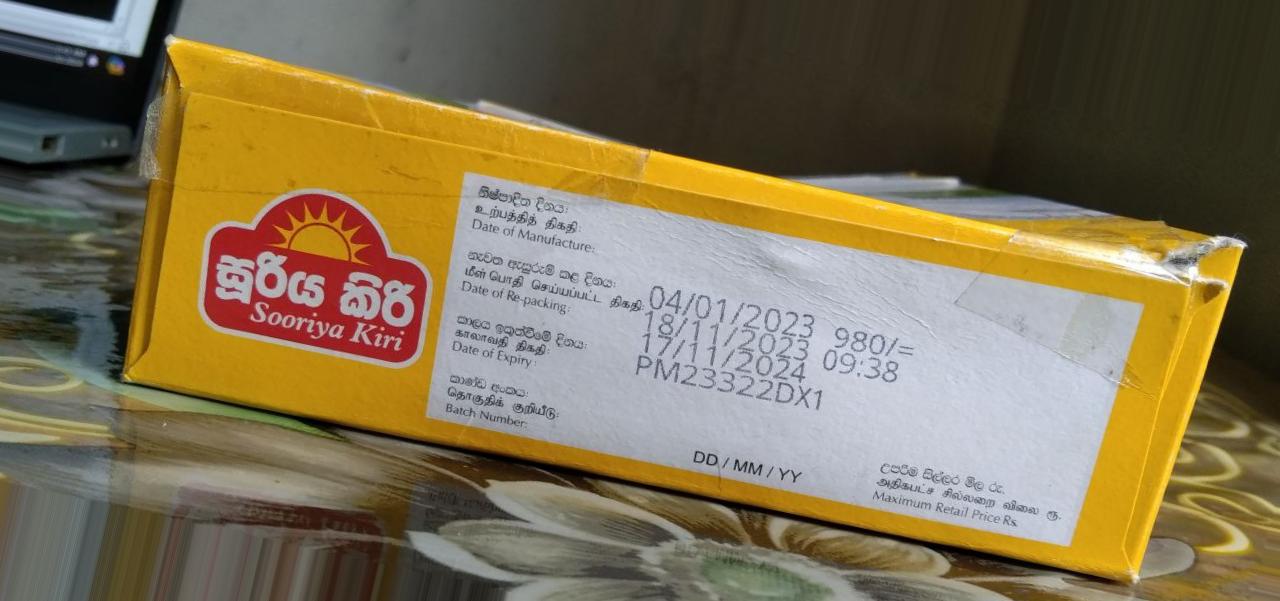 සූරිය කිරි
Sooriya Kiri
නිෂ්පාදිත දිනය:
உற்பத்தித் திகதி:
Date of Manufacture:
නැවත ඇසුරුම් කළ දිනය:
மீள் பொதி செய்யப்பட்ட திகதி:
Date of Re-packing:
කාලය ඉකුත්වීමේ දිනය:
காலாவதி திகதி:
Date of Expiry:
කාණ්ඩ අංකය:
தொகுதிக் குறியீடு:
Batch Number:
04/01/2023 980/=
18/11/2023 09:38
17/11/2024
PM23322DX1
DD / MM / YY
උපරිම සිල්ලර මිල රු.
அதிகபட்ச சில்லறை விலை ரூ.
Maximum Retail Price Rs.